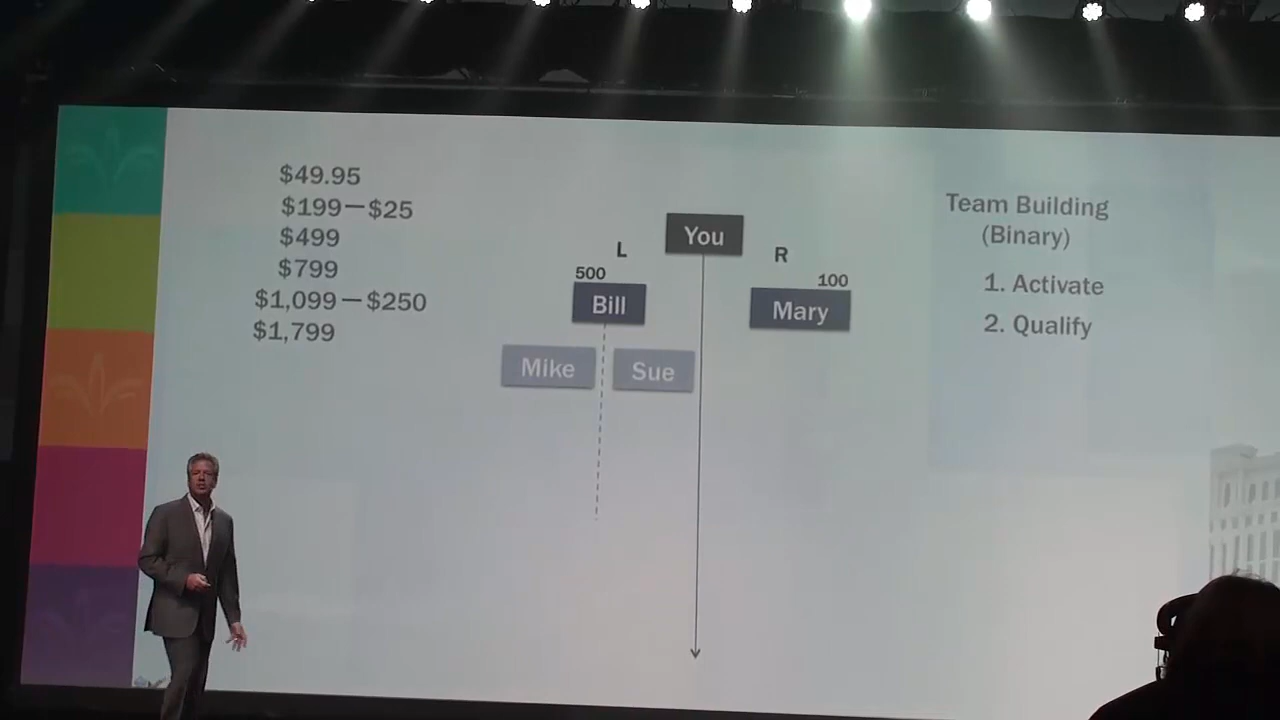 $49.95
$199—$25
$499
$799
$1,099—$250
$1,799
You
L
R
500
100
Bill
Mary
Mike
Sue
Team Building
(Binary)
1. Activate
2. Qualify